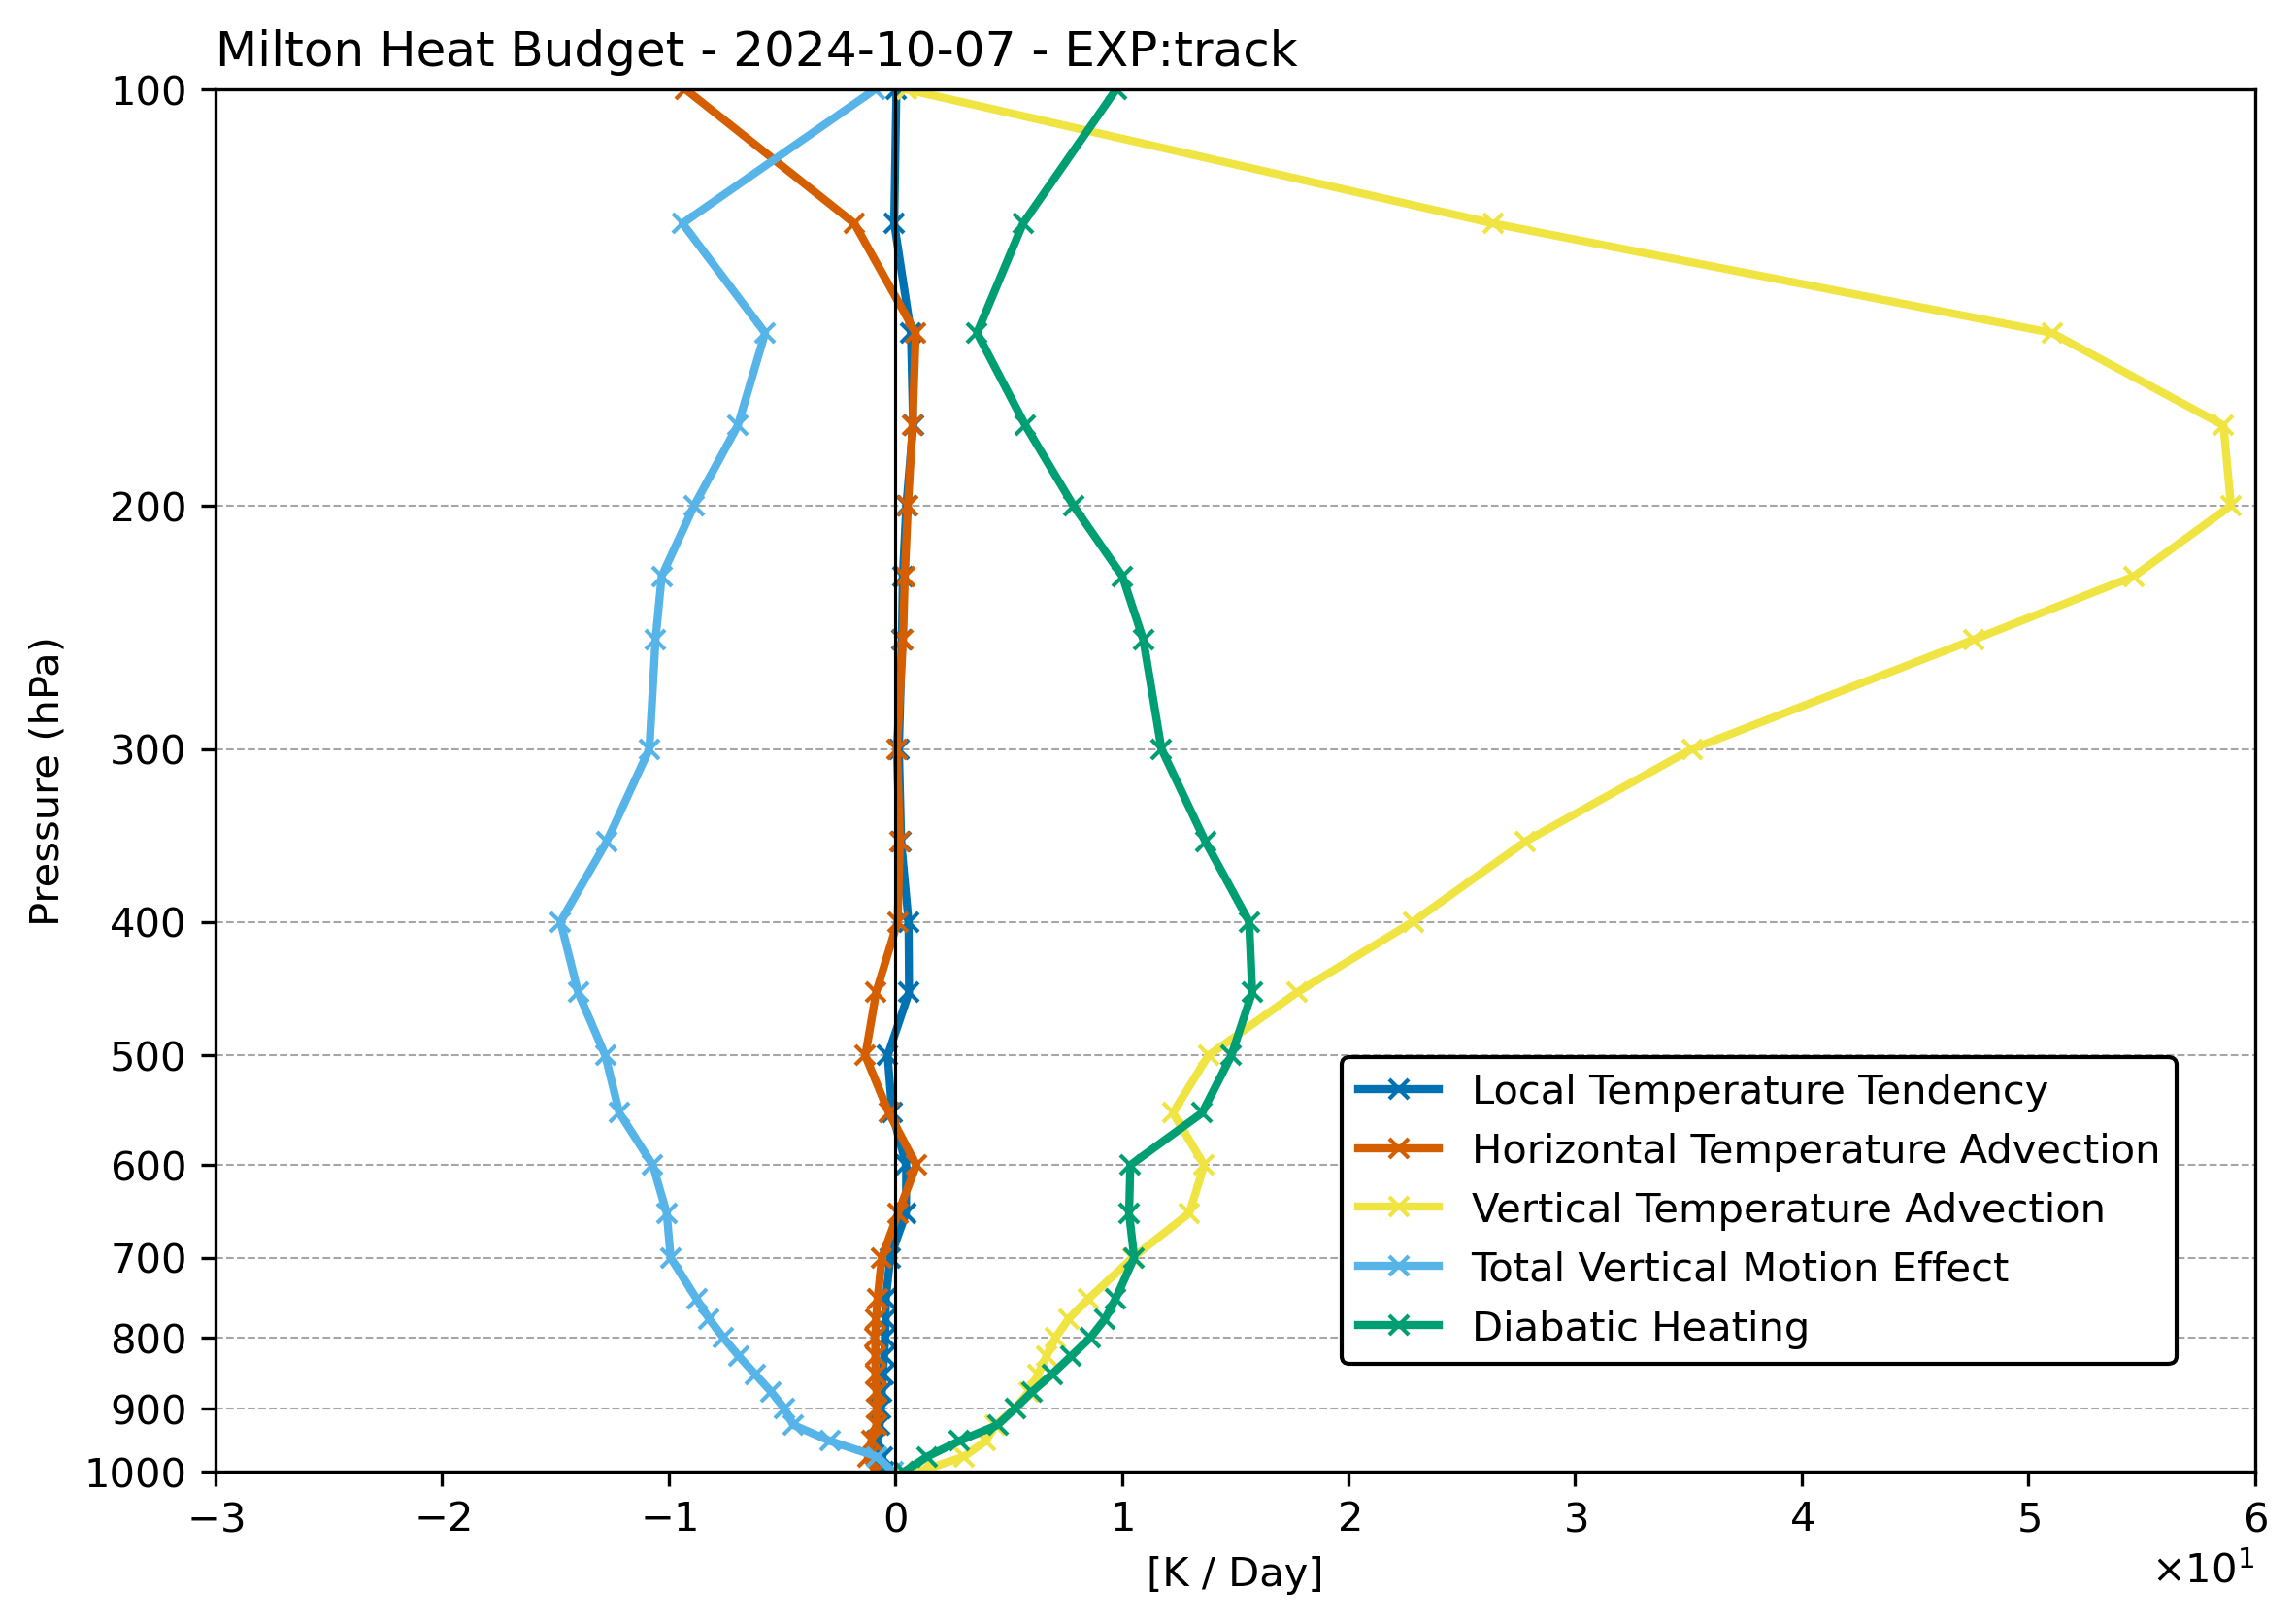 Milton Heat Budget - 2024-10-07 - EXP:track
100
200
300
400
500
600
700
800
900
1000
Pressure (hPa)
Local Temperature Tendency
Horizontal Temperature Advection
Vertical Temperature Advection
Total Vertical Motion Effect
Diabatic Heating
−3 −2 −1 0 1 2 3 4 5 6
[K / Day]
×10¹